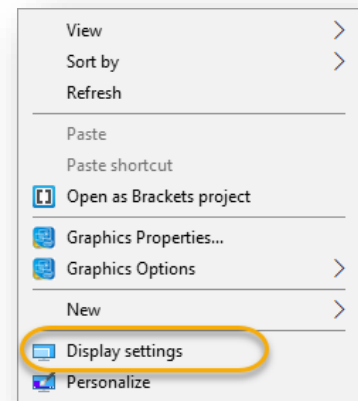 View
Sort by
Refresh
Paste
Paste shortcut
Open as Brackets project
Graphics Properties...
Graphics Options
New
Display settings
Personalize